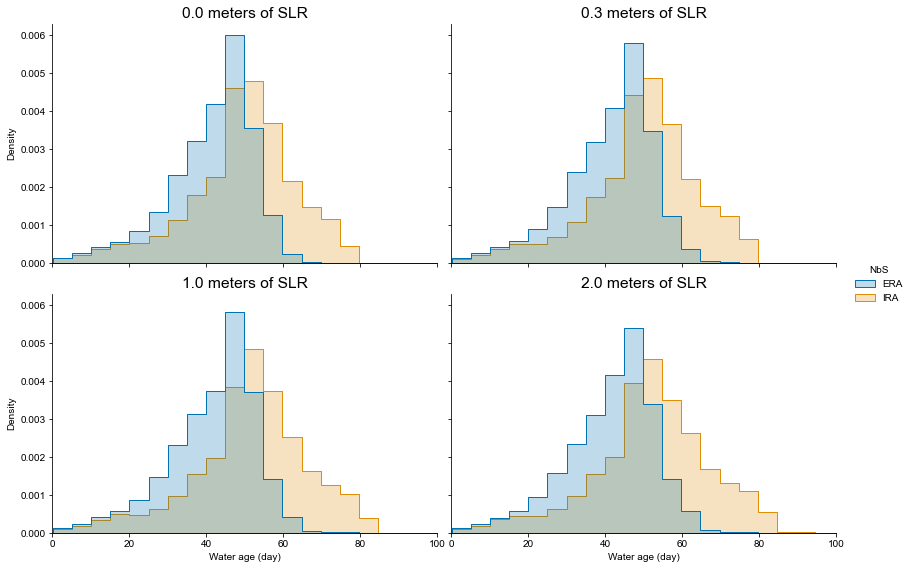 0.0 meters of SLR
0.3 meters of SLR
0.006
0.005
0.004
0.003
0.002
0.001
0.000
Density
1.0 meters of SLR
2.0 meters of SLR
NbS
ERA
IRA
0.006
0.005
0.004
0.003
0.002
0.001
0.000
Density
0 20 40 60 80 100
0 20 40 60 80 100
Water age (day)
Water age (day)